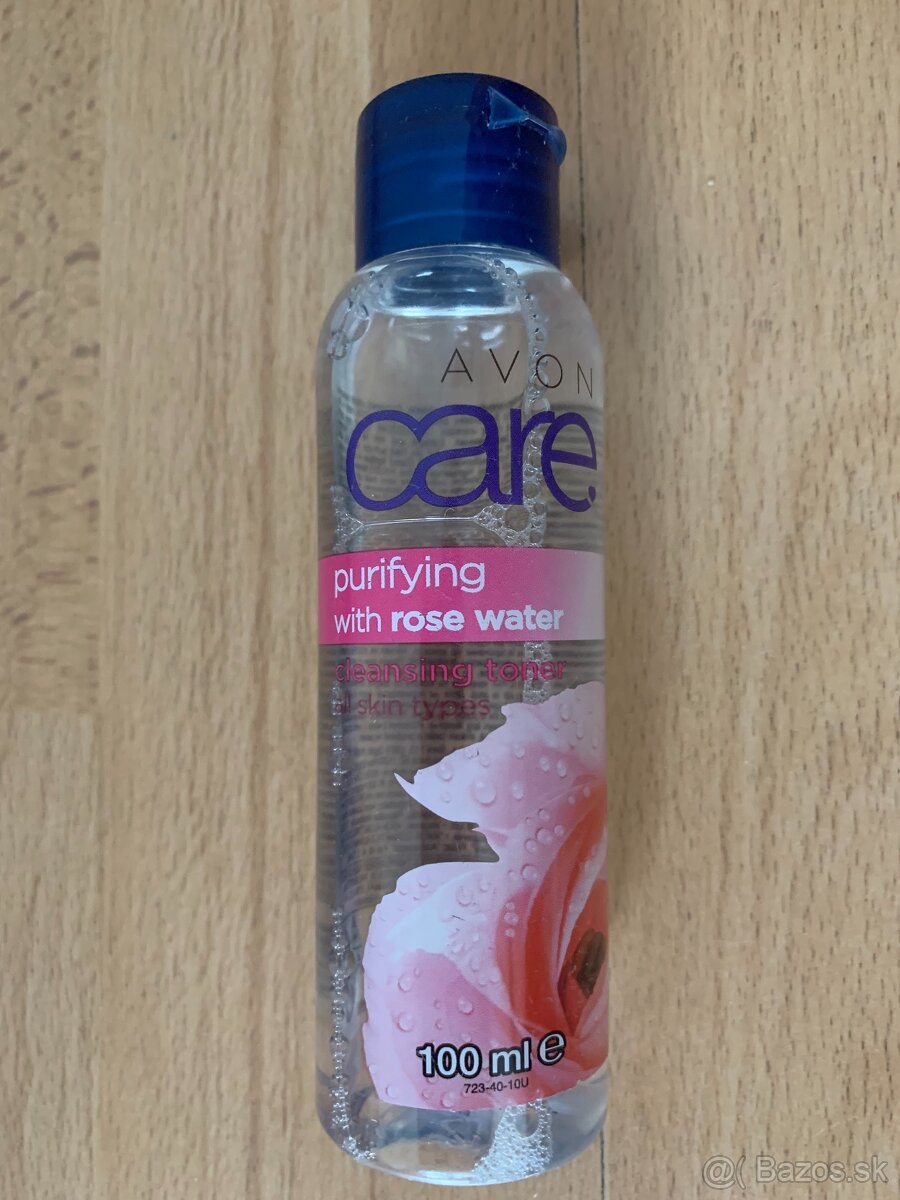 AVON
care.
purifying
with rose water
cleansing toner
all skin types
100 ml e
723-40-10U
@( Bazos.sk